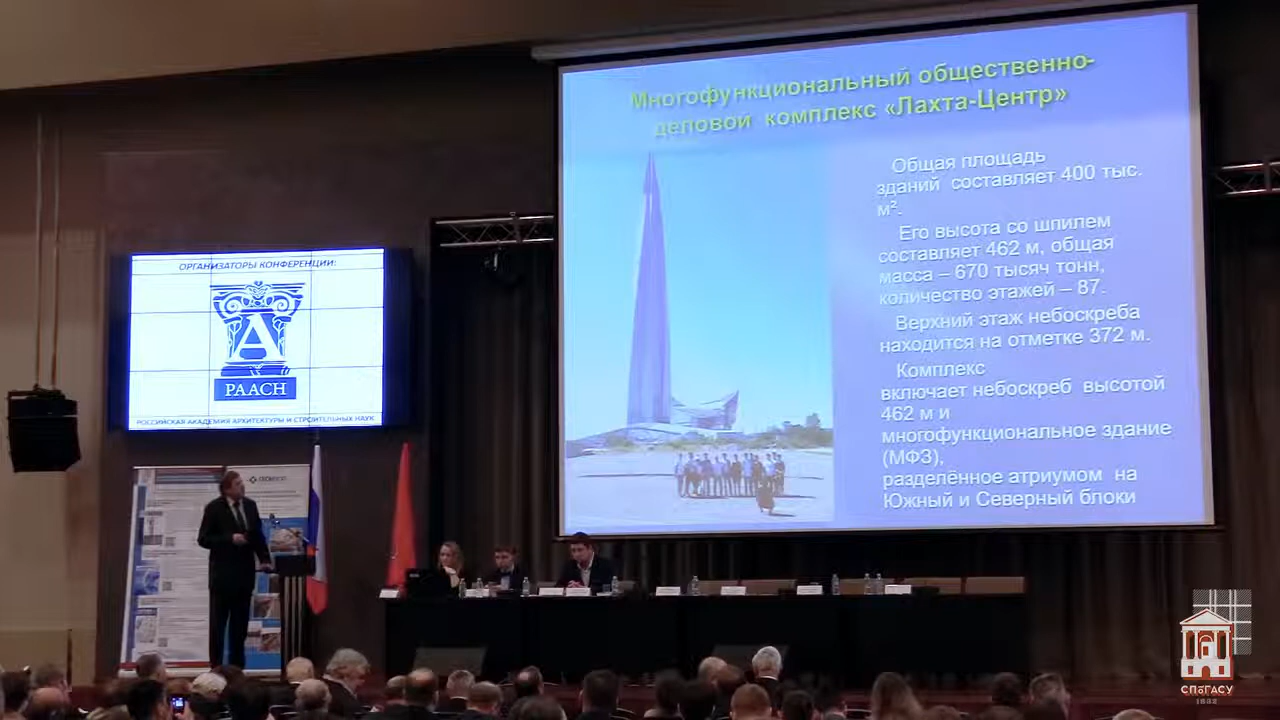 Многофункциональный общественно-
деловой комплекс «Лахта-Центр»
Общая площадь
зданий составляет 400 тыс.
м².
Его высота со шпилем
составляет 462 м, общая
масса – 670 тысяч тонн,
количество этажей – 87.
Верхний этаж небоскреба
находится на отметке 372 м.
Комплекс
включает небоскреб высотой
462 м и
многофункциональное здание
(МФЗ),
разделённое атриумом на
Южный и Северный блоки
ОРГАНИЗАТОРЫ КОНФЕРЕНЦИИ:
А
РААСН
РОССИЙСКАЯ АКАДЕМИЯ АРХИТЕКТУРЫ И СТРОИТЕЛЬНЫХ НАУК
СПбГАСУ
1832